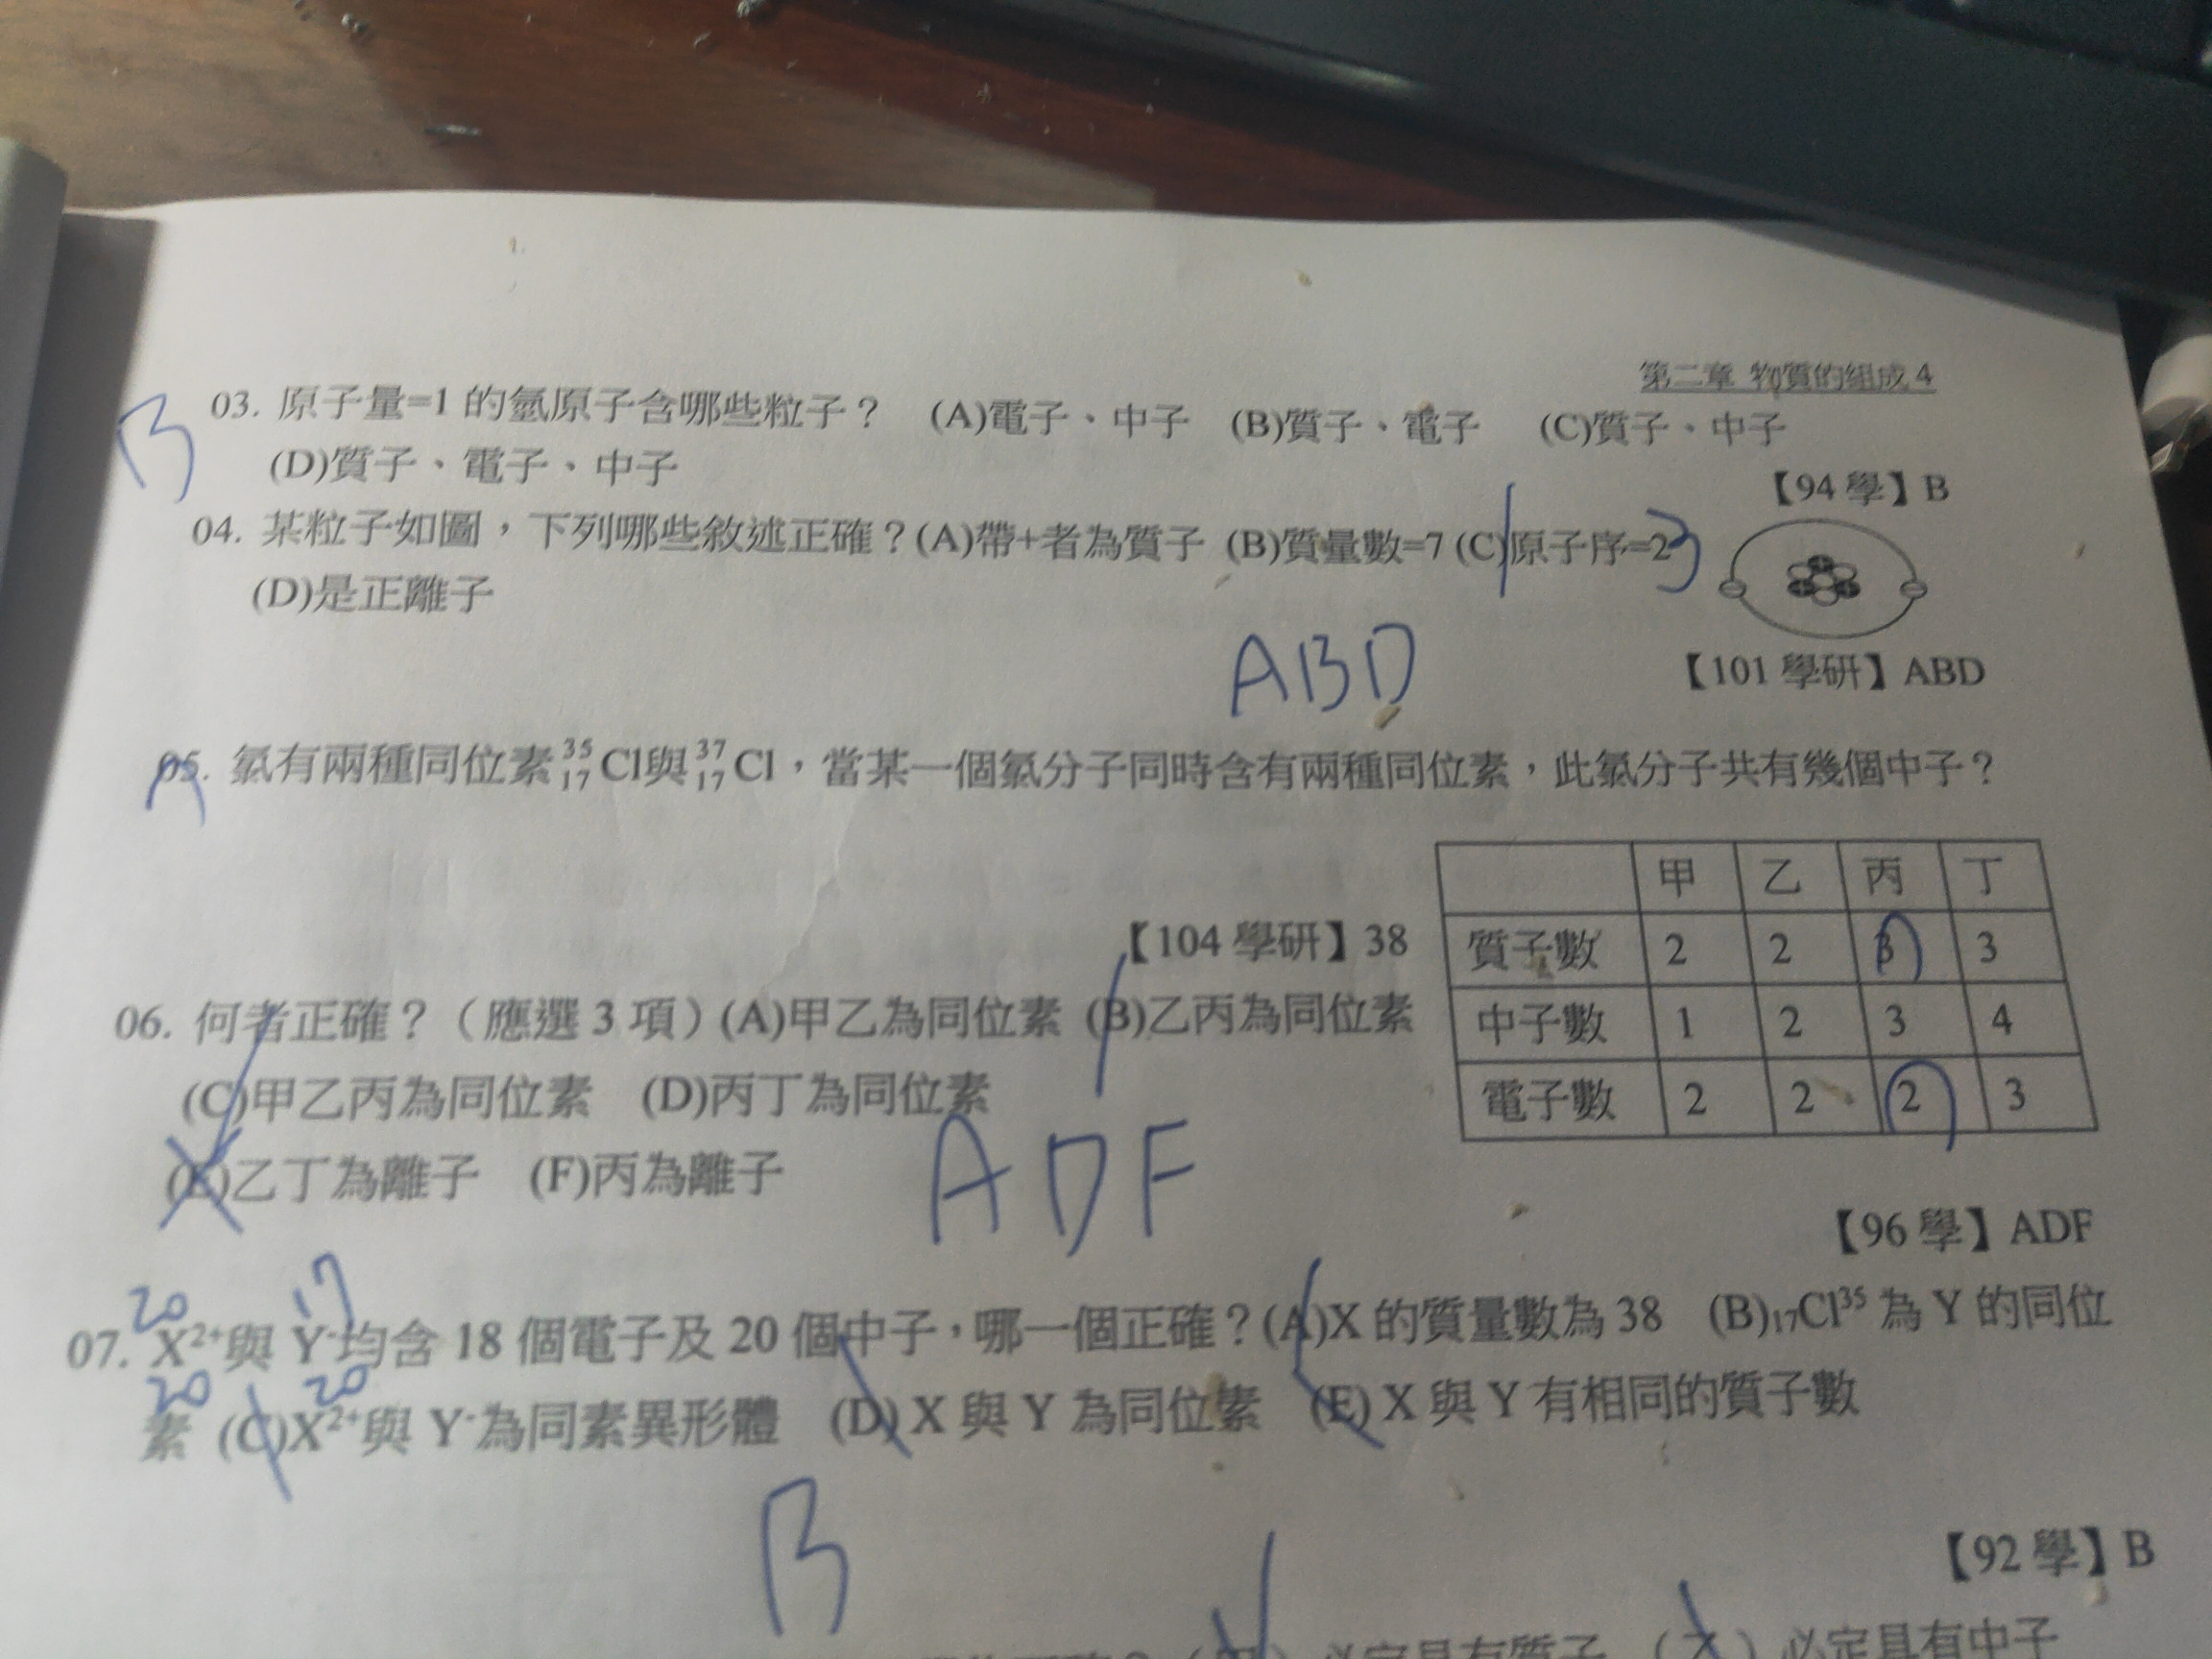 第二章 物質的組成 4
03. 原子量=1 的氫原子含哪些粒子？ (A)電子、中子 (B)質子、電子 (C)質子、中子
B
(D)質子、電子、中子
【94 學】B
04. 某粒子如圖，下列哪些敘述正確？(A)帶+者為質子 (B)質量數=7 (C)原子序=2 3
(D)是正離子
ABD
【101 學研】ABD
05. 氯有兩種同位素 ³⁵₁₇Cl與 ³⁷₁₇Cl，當某一個氯分子同時含有兩種同位素，此氯分子共有幾個中子？
【104 學研】38
甲 乙 丙 丁
質子數 2 2 3 3
中子數 1 2 3 4
電子數 2 2 2 3
06. 何者正確？（應選 3 項）(A)甲乙為同位素 (B)乙丙為同位素
(C)甲乙丙為同位素 (D)丙丁為同位素
(E)乙丁為離子 (F)丙為離子
ADF
【96 學】ADF
20 17
07. X²⁺與 Y⁻均含 18 個電子及 20 個中子，哪一個正確？(A)X 的質量數為 38 (B)₁₇Cl³⁵ 為 Y 的同位
20 20
素 (C)X²⁺與 Y⁻為同素異形體 (D) X 與 Y 為同位素 (E) X 與 Y 有相同的質子數
B
【92 學】B
必定具有質子 必定具有中子